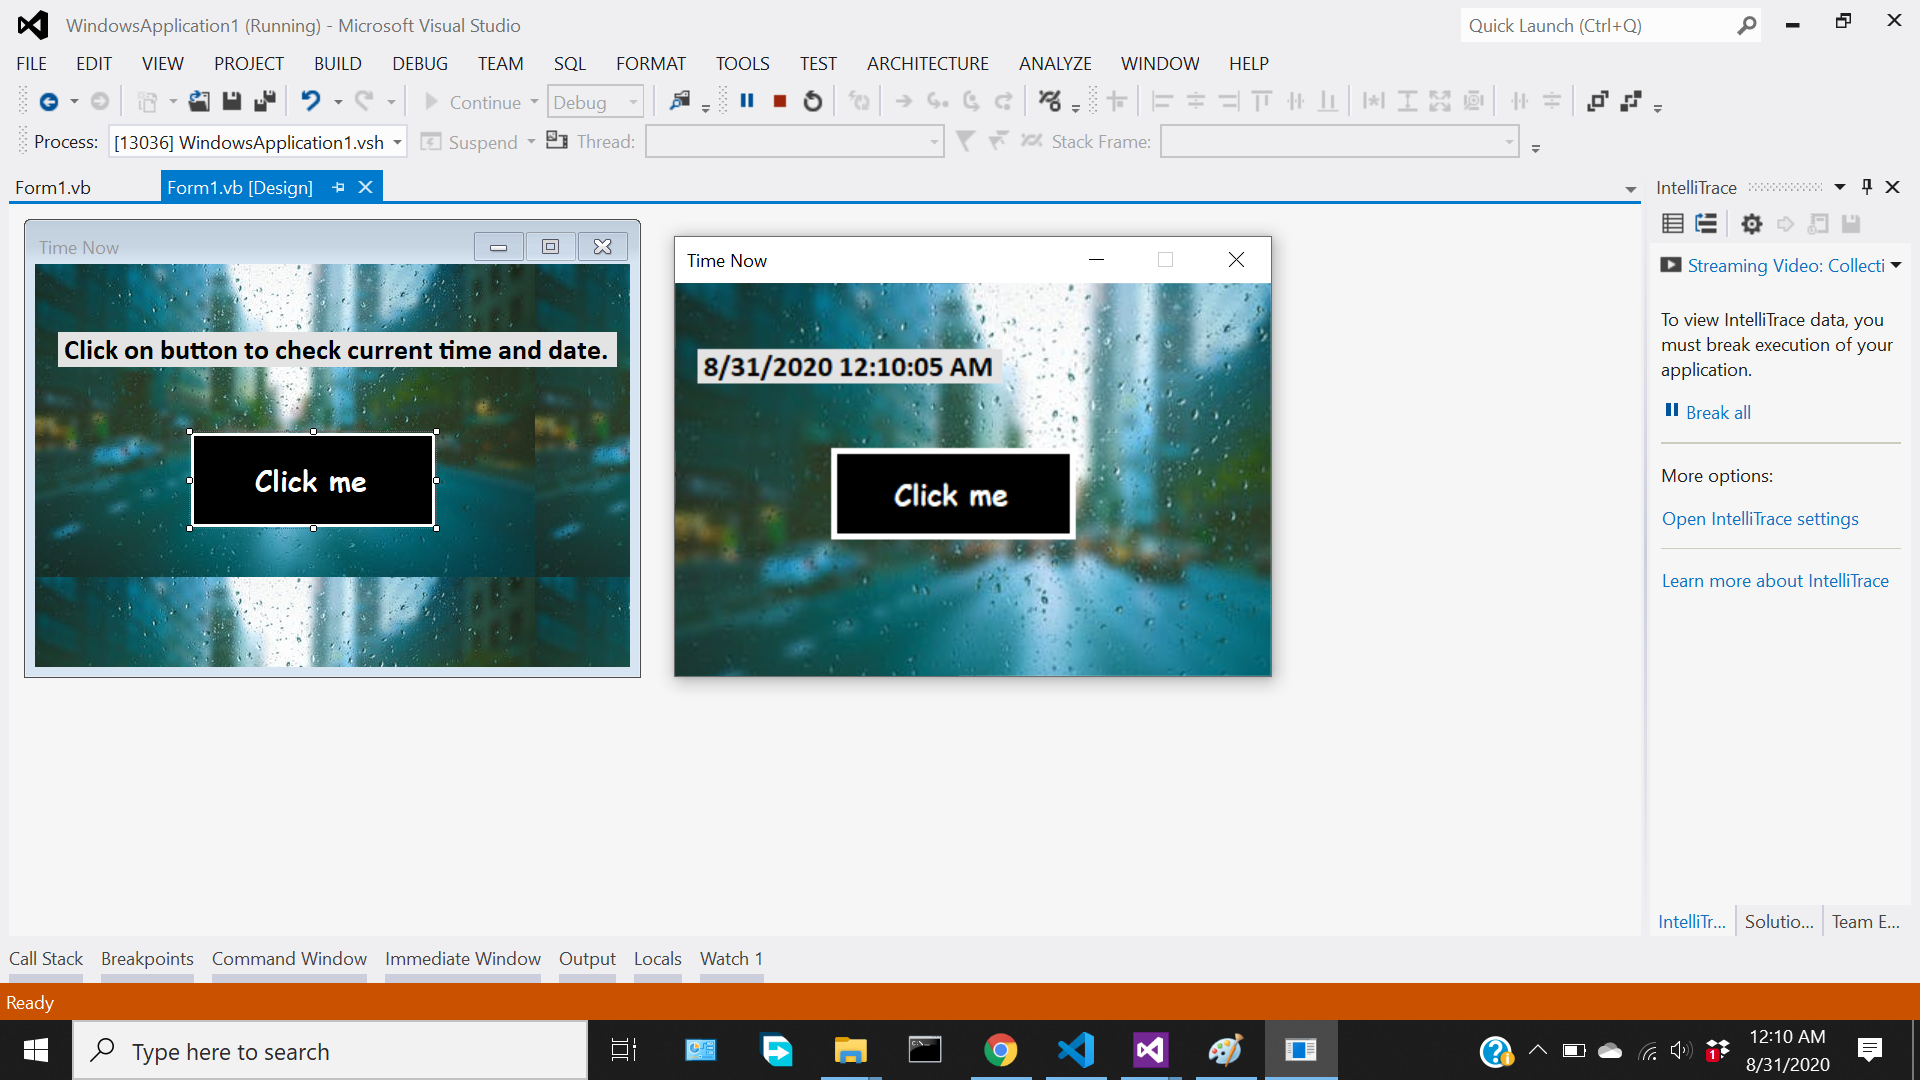 WindowsApplication1 (Running) - Microsoft Visual Studio
Quick Launch (Ctrl+Q)
FILE EDIT VIEW PROJECT BUILD DEBUG TEAM SQL FORMAT TOOLS TEST ARCHITECTURE ANALYZE WINDOW HELP
Continue Debug
Process: [13036] WindowsApplication1.vsh Suspend Thread: Stack Frame:
Form1.vb Form1.vb [Design]
IntelliTrace
Time Now
Click on button to check current time and date.
Click me
Time Now
8/31/2020 12:10:05 AM
Click me
Streaming Video: Collecti
To view IntelliTrace data, you
must break execution of your
application.
Break all
More options:
Open IntelliTrace settings
Learn more about IntelliTrace
IntelliTr... Solutio... Team E...
Call Stack Breakpoints Command Window Immediate Window Output Locals Watch 1
Ready
Type here to search
1
12:10 AM
8/31/2020